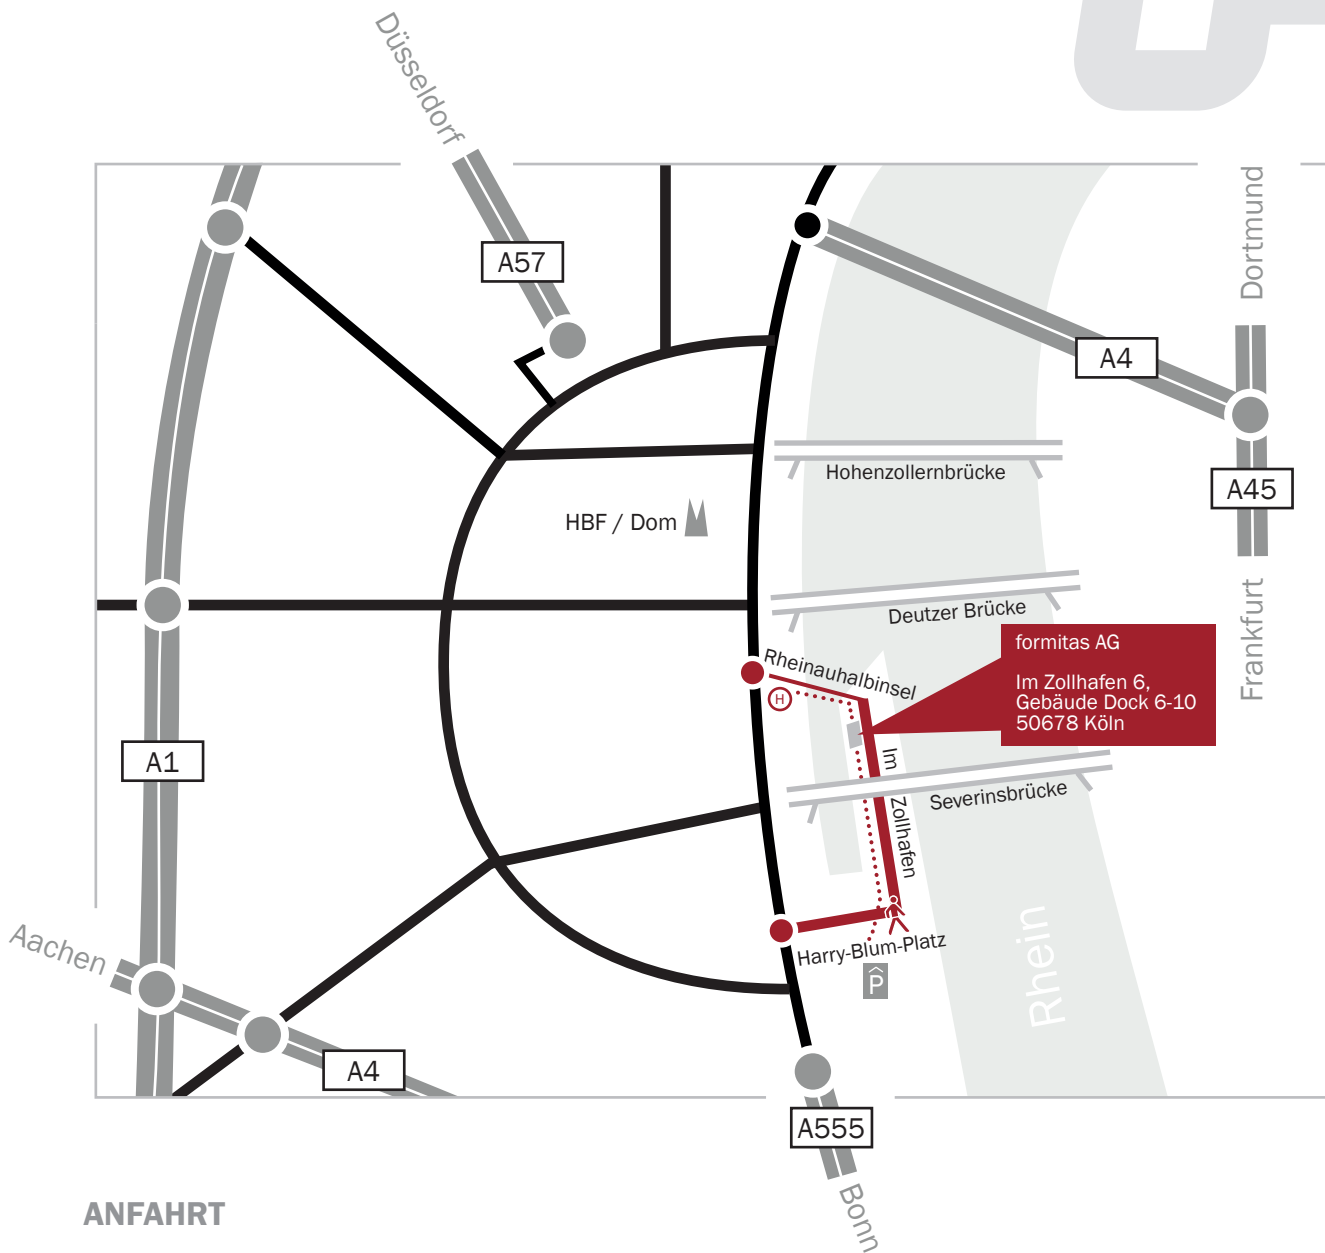 Düsseldorf
Dortmund
A57
A4
Hohenzollernbrücke
A45
HBF / Dom
Deutzer Brücke
Frankfurt
formitas AG
Im Zollhafen 6,
Gebäude Dock 6-10
50678 Köln
Rheinauhalbinsel
H
Im Zollhafen
A1
Severinsbrücke
Rhein
Harry-Blum-Platz
P
Aachen
A4
A555
Bonn
ANFAHRT